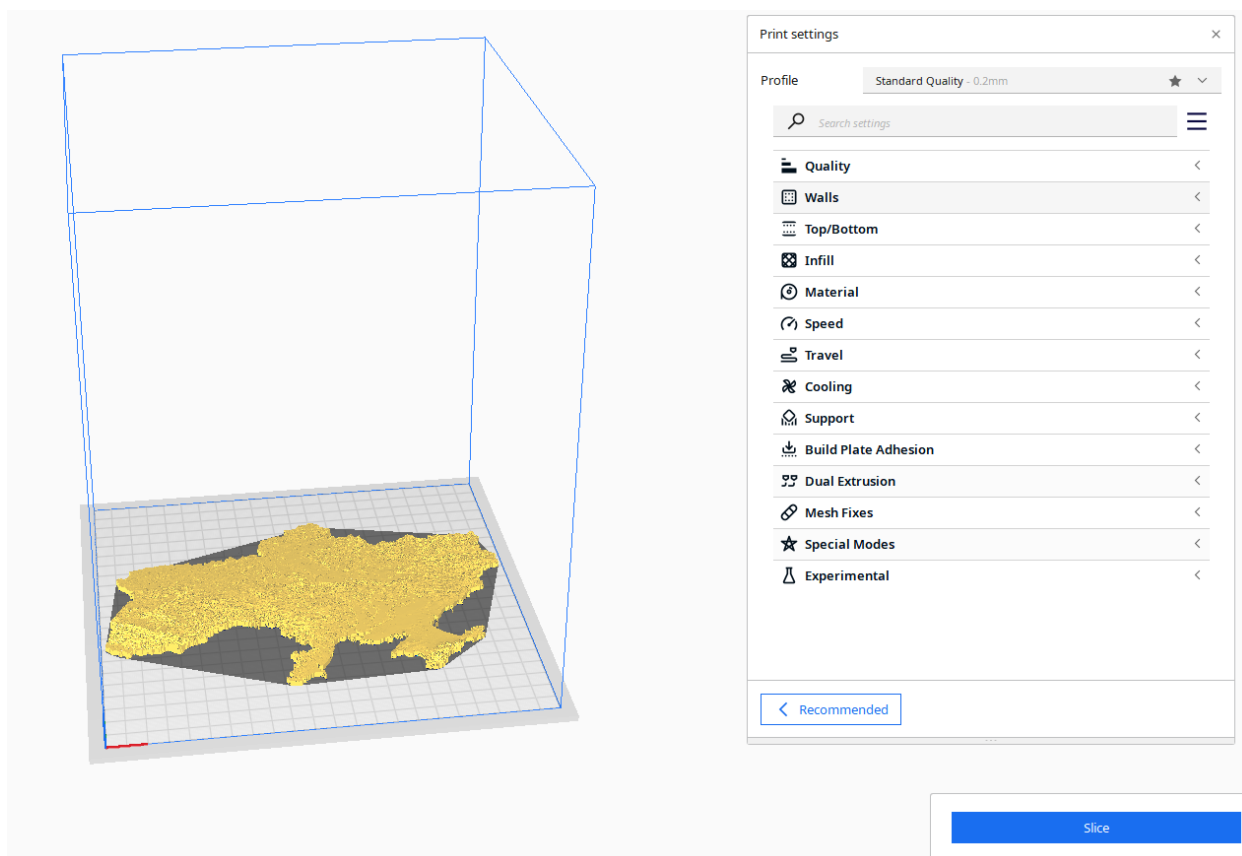 Print settings
Profile
Standard Quality - 0.2mm
Search settings
Quality
Walls
Top/Bottom
Infill
Material
Speed
Travel
Cooling
Support
Build Plate Adhesion
Dual Extrusion
Mesh Fixes
Special Modes
Experimental
Recommended
Slice